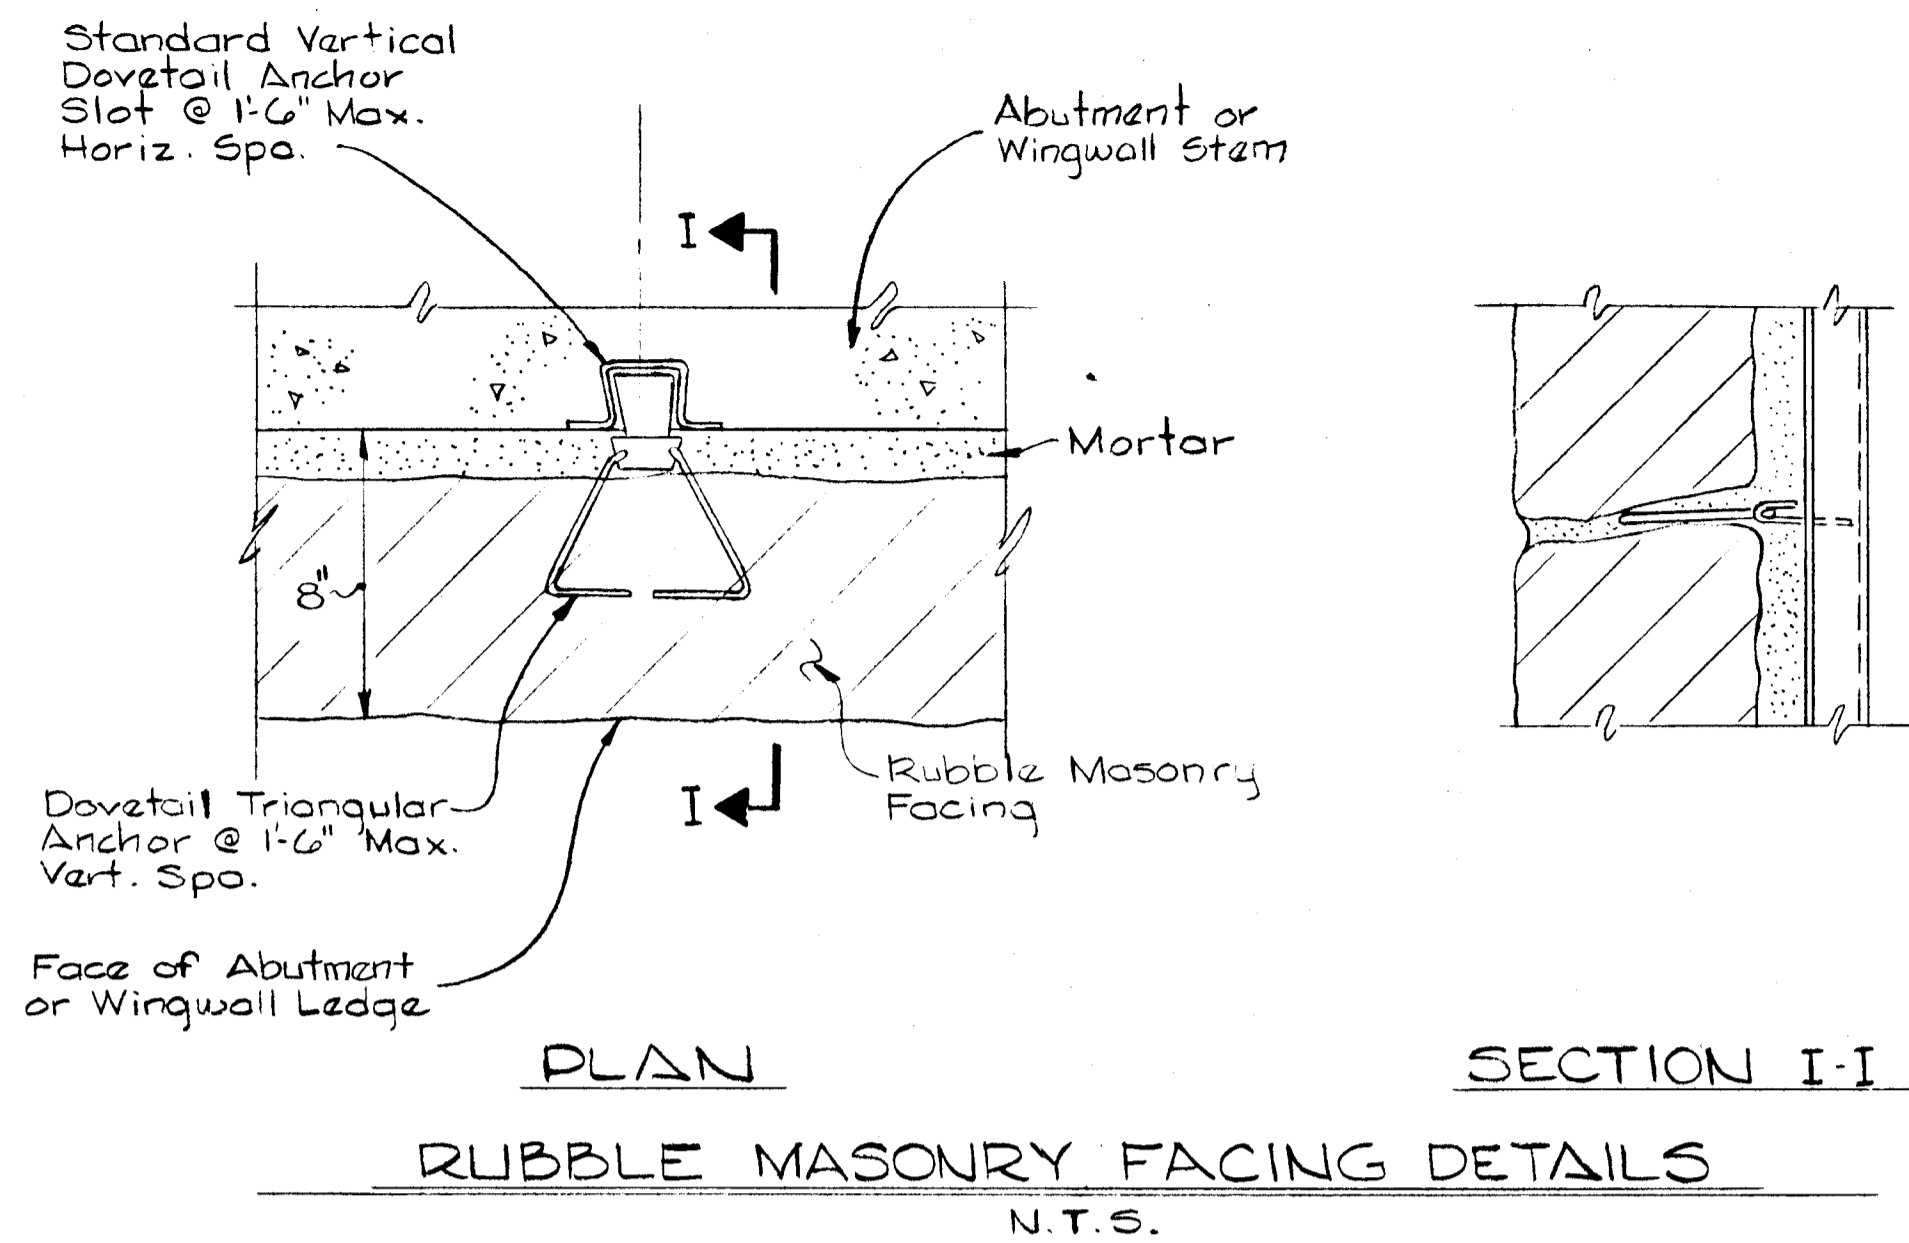 Standard Vertical
Dovetail Anchor
Slot @ 1'-6" Max.
Horiz. Spa.
Abutment or
Wingwall Stem
I
Mortar
8"
Rubble Masonry
Facing
I
Dovetail Triangular
Anchor @ 1'-6" Max.
Vert. Spa.
Face of Abutment
or Wingwall Ledge
PLAN
SECTION I-I
RUBBLE MASONRY FACING DETAILS
N.T.S.